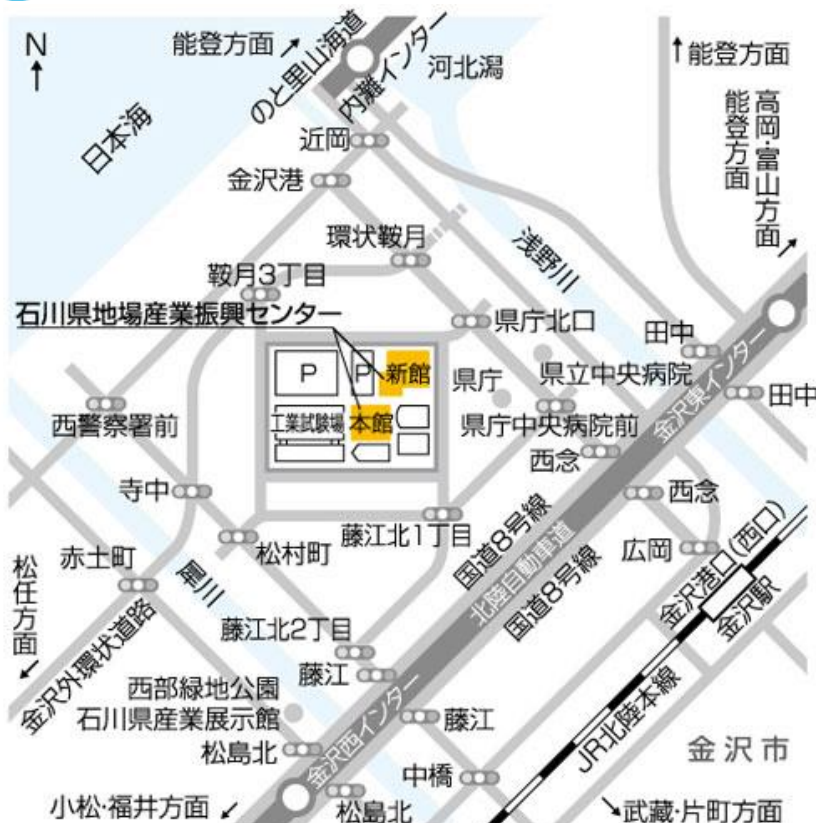 N
能登方面
のと里山海道
内灘インター
河北潟
能登方面
高岡・富山方面
能登方面
日本海
近岡
金沢港
環状鞍月
浅野川
鞍月3丁目
石川県地場産業振興センター
県庁北口
田中
P
P
新館
県庁
県立中央病院
金沢東インター
田中
西警察署前
工業試験場
本館
県庁中央病院前
西念
寺中
西念
藤江北1丁目
国道8号線
北陸自動車道
国道8号線
松村町
広岡
金沢港口(西口)
金沢駅
赤土町
松任方面
犀川
金沢外環状道路
藤江北2丁目
藤江
西部緑地公園
石川県産業展示館
藤江
JR北陸本線
松島北
金沢西インター
金沢市
中橋
小松・福井方面
松島北
武蔵・片町方面